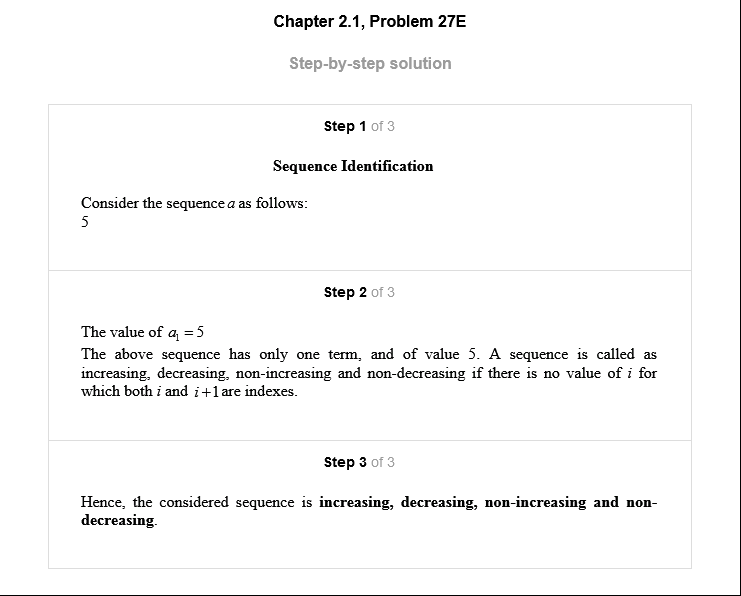 Chapter 2.1, Problem 27E
Step-by-step solution
Step 1 of 3
Sequence Identification
Consider the sequence a as follows:
5
Step 2 of 3
The value of a₁ = 5
The above sequence has only one term, and of value 5. A sequence is called as
increasing, decreasing, non-increasing and non-decreasing if there is no value of i for
which both i and i+1 are indexes.
Step 3 of 3
Hence, the considered sequence is increasing, decreasing, non-increasing and non-
decreasing.